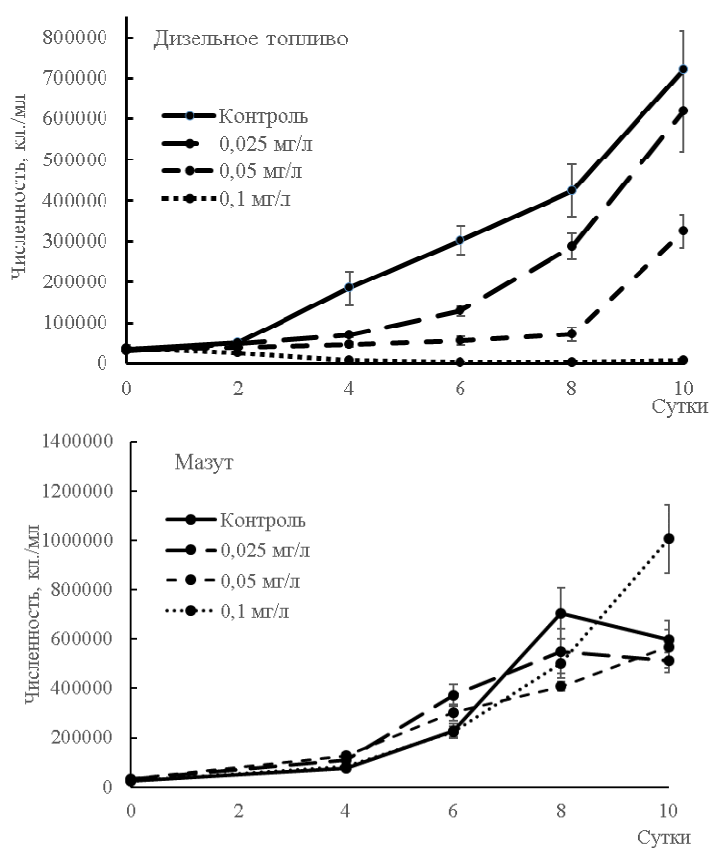 Дизельное топливо
800000
700000
600000
500000
400000
300000
200000
100000
0
Численность, кл./мл
Контроль
0,025 мг/л
0,05 мг/л
0,1 мг/л
0 2 4 6 8 10
Сутки
Мазут
1400000
1200000
1000000
800000
600000
400000
200000
0
Численность, кл./мл
Контроль
0,025 мг/л
0,05 мг/л
0,1 мг/л
0 2 4 6 8 10
Сутки